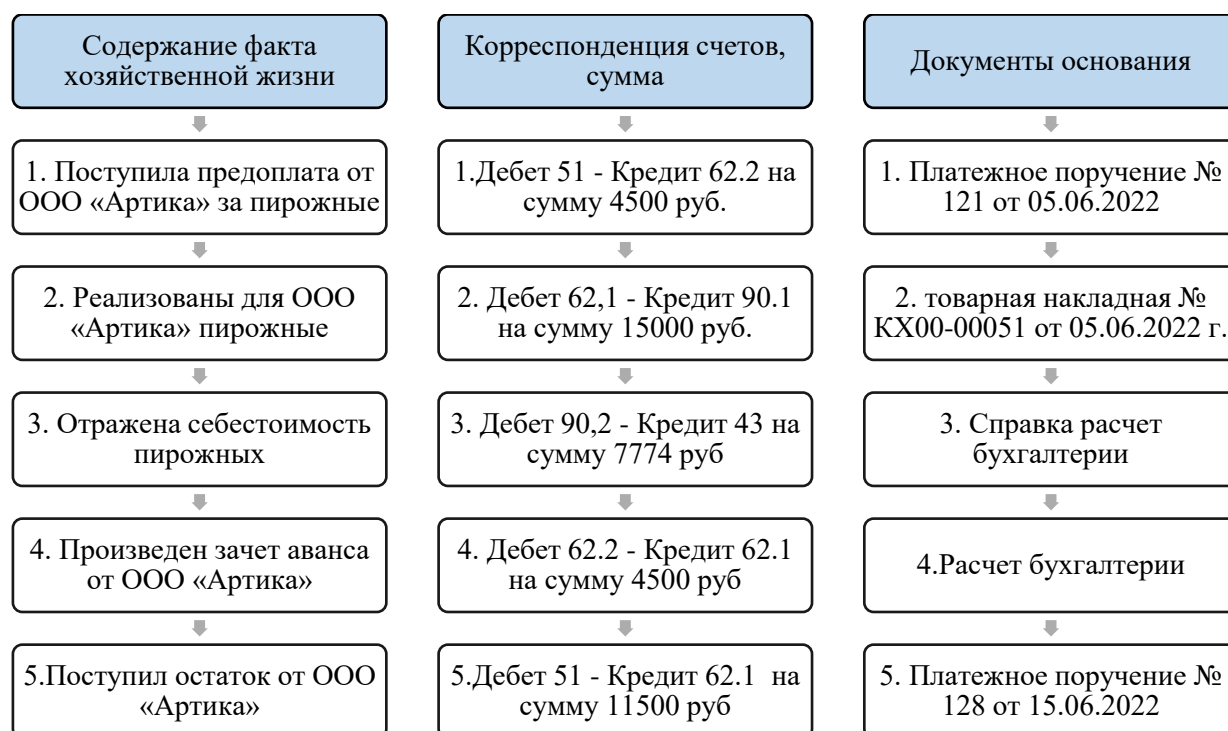 Содержание факта
хозяйственной жизни
1. Поступила предоплата от
ООО «Артика» за пирожные
2. Реализованы для ООО
«Артика» пирожные
3. Отражена себестоимость
пирожных
4. Произведен зачет аванса
от ООО «Артика»
5.Поступил остаток от ООО
«Артика»
Корреспонденция счетов,
сумма
1.Дебет 51 - Кредит 62.2 на
сумму 4500 руб.
2. Дебет 62,1 - Кредит 90.1
на сумму 15000 руб.
3. Дебет 90,2 - Кредит 43 на
сумму 7774 руб
4. Дебет 62.2 - Кредит 62.1
на сумму 4500 руб
5.Дебет 51 - Кредит 62.1 на
сумму 11500 руб
Документы основания
1. Платежное поручение №
121 от 05.06.2022
2. товарная накладная №
КХ00-00051 от 05.06.2022 г.
3. Справка расчет
бухгалтерии
4.Расчет бухгалтерии
5. Платежное поручение №
128 от 15.06.2022